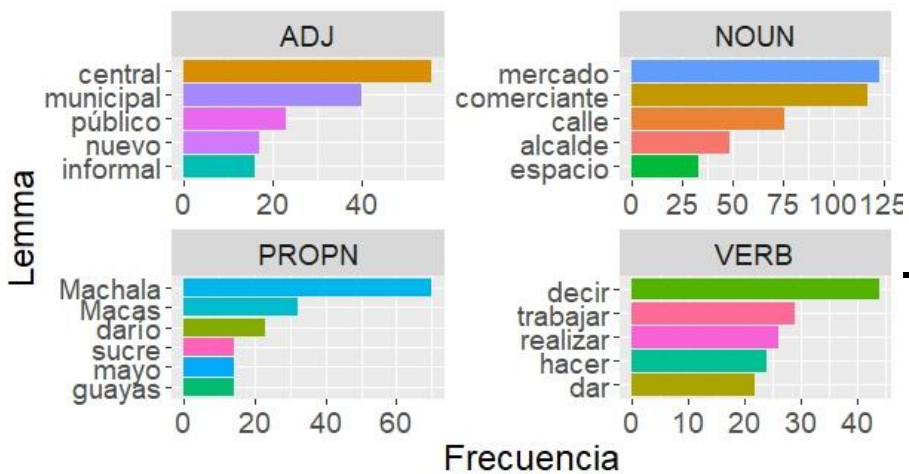 ADJ
central
municipal
público
nuevo
informal
0 20 40
NOUN
mercado
comerciante
calle
alcalde
espacio
0 25 50 75 100 125
PROPN
Machala
Macas
darío
sucre
mayo
guayas
0 20 40 60
VERB
decir
trabajar
realizar
hacer
dar
0 10 20 30 40
Lemma
Frecuencia